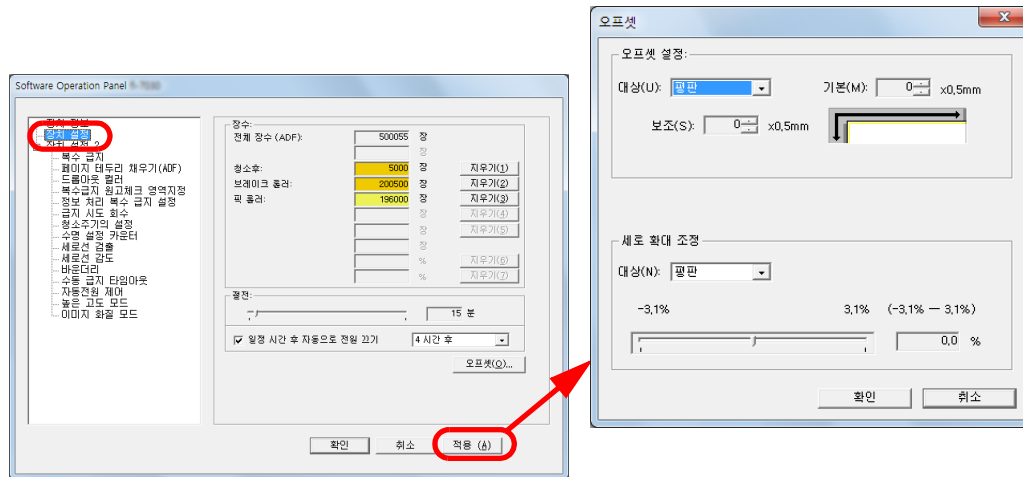 Software Operation Panel
장치 정보
장치 설정
장치 설정 2
복수 급지
페이지 테두리 채우기(ADF)
드롭아웃 컬러
복수급지 원고체크 영역지정
정보 처리 복수 급지 설정
급지 시도 회수
청소주기의 설정
수명 설정 카운터
세로선 검출
세로선 감도
바운더리
수동 급지 타임아웃
자동전원 제어
높은 고도 모드
이미지 화질 모드
장수:
전체 장수 (ADF): 500055 장
장
청소후: 5000 장 지우기(1)
브레이크 롤러: 200500 장 지우기(2)
픽 롤러: 196000 장 지우기(3)
장 지우기(4)
장 지우기(5)
장
% 지우기(6)
% 지우기(7)
절전:
15 분
일정 시간 후 자동으로 전원 끄기 4 시간 후
오프셋(O)...
확인 취소 적용 (A)
오프셋
오프셋 설정:
대상(U): 평판 기본(M): 0 x0,5mm
보조(S): 0 x0,5mm
세로 확대 조정
대상(N): 평판
-3,1% 3,1% (-3,1% — 3,1%)
0,0 %
확인 취소